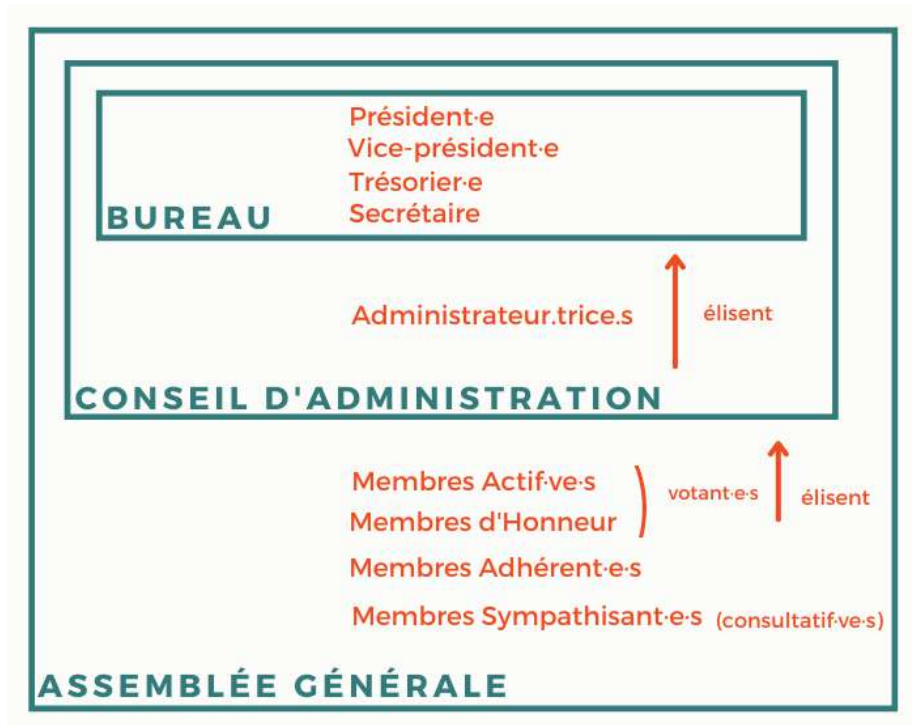 Président·e
Vice-président·e
Trésorier·e
Secrétaire
BUREAU
Administrateur.trice.s
élisent
CONSEIL D'ADMINISTRATION
Membres Actif·ve·s
Membres d'Honneur
votant·e·s
élisent
Membres Adhérent·e·s
Membres Sympathisant·e·s (consultatif·ve·s)
ASSEMBLÉE GÉNÉRALE